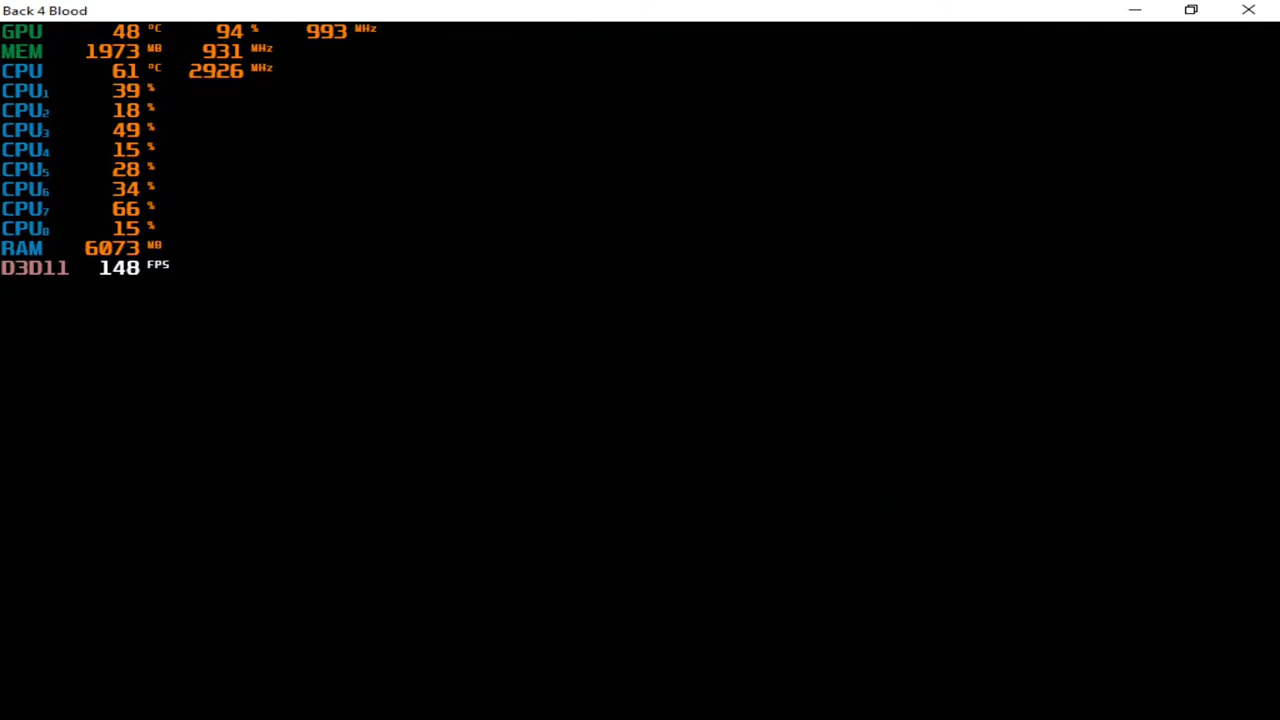 Back 4 Blood
GPU 48 °C 94 % 993 MHz
MEM 1973 MB 931 MHz
CPU 61 °C 2926 MHz
CPU1 39 %
CPU2 18 %
CPU3 49 %
CPU4 15 %
CPU5 28 %
CPU6 34 %
CPU7 66 %
CPU8 15 %
RAM 6073 MB
D3D11 148 FPS